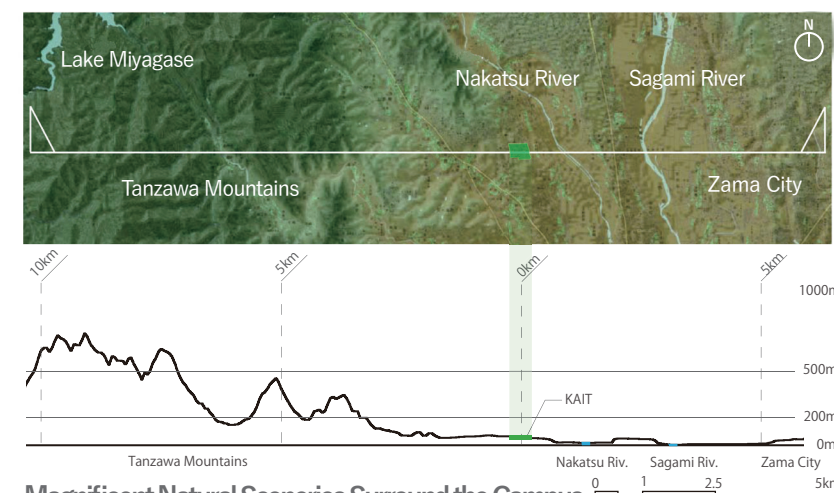 N
Lake Miyagase
Nakatsu River
Sagami River
Tanzawa Mountains
Zama City
10km
5km
0km
5km
1000m
500m
KAIT
200m
0m
Tanzawa Mountains
Nakatsu Riv.
Sagami Riv.
Zama City
Magnificent Natural Sceneries Surround the Campus
0 1 2.5 5km